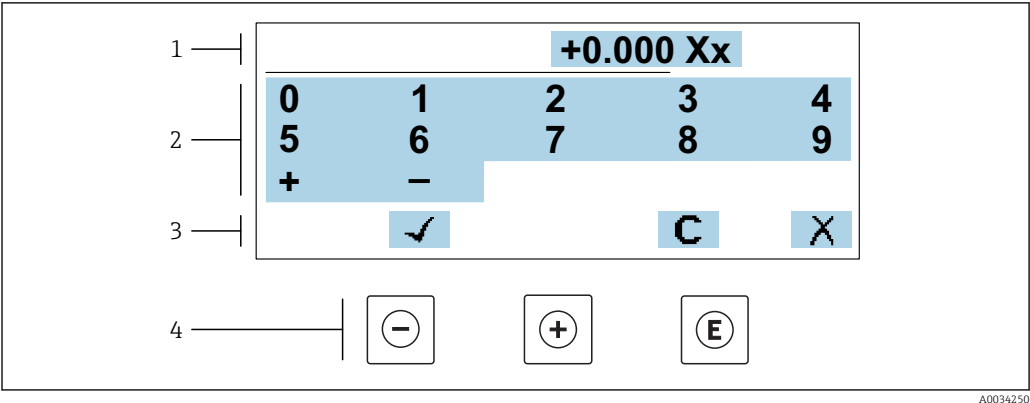 1 +0.000 Xx
0 1 2 3 4
2 5 6 7 8 9
+ –
3 ✓ C X
4 – + E
A0034250